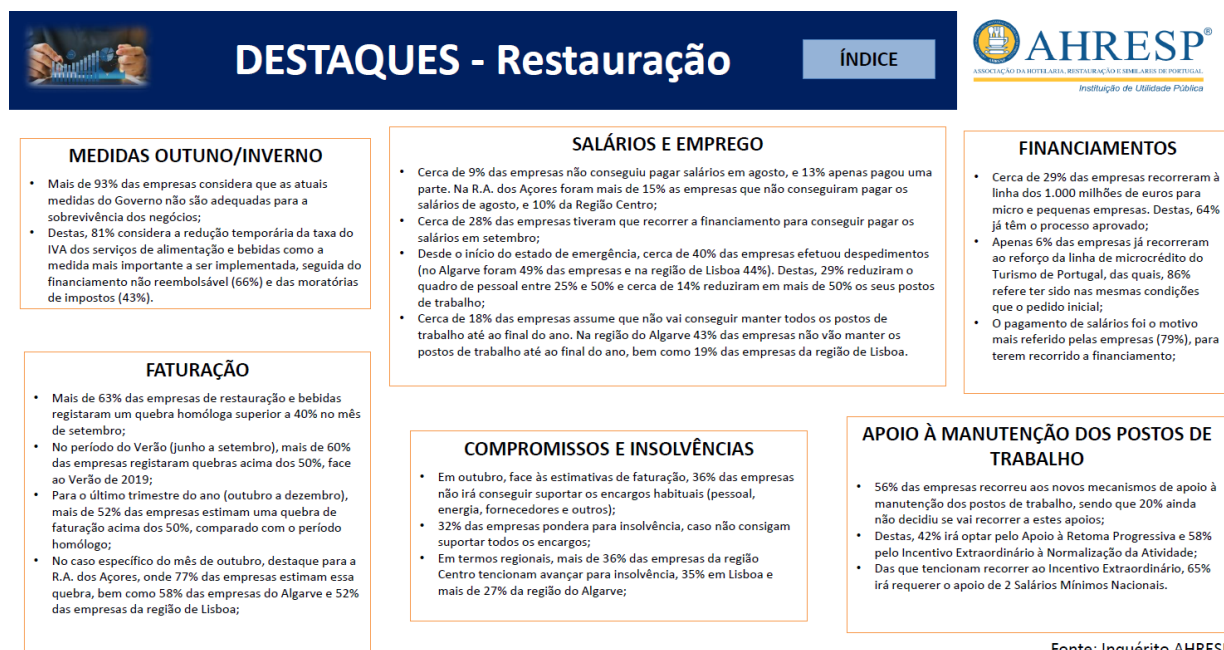 DESTAQUES - Restauração
ÍNDICE
AHRESP®
ASSOCIAÇÃO DA HOTELARIA, RESTAURAÇÃO E SIMILARES DE PORTUGAL
Instituição de Utilidade Pública
MEDIDAS OUTUNO/INVERNO
• Mais de 93% das empresas considera que as atuais
medidas do Governo não são adequadas para a
sobrevivência dos negócios;
• Destas, 81% considera a redução temporária da taxa do
IVA dos serviços de alimentação e bebidas como a
medida mais importante a ser implementada, seguida do
financiamento não reembolsável (66%) e das moratórias
de impostos (43%).
SALÁRIOS E EMPREGO
• Cerca de 9% das empresas não conseguiu pagar salários em agosto, e 13% apenas pagou uma
parte. Na R.A. dos Açores foram mais de 15% as empresas que não conseguiram pagar os
salários de agosto, e 10% da Região Centro;
• Cerca de 28% das empresas tiveram que recorrer a financiamento para conseguir pagar os
salários em setembro;
• Desde o início do estado de emergência, cerca de 40% das empresas efetuou despedimentos
(no Algarve foram 49% das empresas e na região de Lisboa 44%). Destas, 29% reduziram o
quadro de pessoal entre 25% e 50% e cerca de 14% reduziram em mais de 50% os seus postos
de trabalho;
• Cerca de 18% das empresas assume que não vai conseguir manter todos os postos de
trabalho até ao final do ano. Na região do Algarve 43% das empresas não vão manter os
postos de trabalho até ao final do ano, bem como 19% das empresas da região de Lisboa.
FINANCIAMENTOS
• Cerca de 29% das empresas recorreram à
linha dos 1.000 milhões de euros para
micro e pequenas empresas. Destas, 64%
já têm o processo aprovado;
• Apenas 6% das empresas já recorreram
ao reforço da linha de microcrédito do
Turismo de Portugal, das quais, 86%
refere ter sido nas mesmas condições
que o pedido inicial;
• O pagamento de salários foi o motivo
mais referido pelas empresas (79%), para
terem recorrido a financiamento;
FATURAÇÃO
• Mais de 63% das empresas de restauração e bebidas
registaram um quebra homóloga superior a 40% no mês
de setembro;
• No período do Verão (junho a setembro), mais de 60%
das empresas registaram quebras acima dos 50%, face
ao Verão de 2019;
• Para o último trimestre do ano (outubro a dezembro),
mais de 52% das empresas estimam uma quebra de
faturação acima dos 50%, comparado com o período
homólogo;
• No caso específico do mês de outubro, destaque para a
R.A. dos Açores, onde 77% das empresas estimam essa
quebra, bem como 58% das empresas do Algarve e 52%
das empresas da região de Lisboa;
COMPROMISSOS E INSOLVÊNCIAS
• Em outubro, face às estimativas de faturação, 36% das empresas
não irá conseguir suportar os encargos habituais (pessoal,
energia, fornecedores e outros);
• 32% das empresas pondera para insolvência, caso não consigam
suportar todos os encargos;
• Em termos regionais, mais de 36% das empresas da região
Centro tencionam avançar para insolvência, 35% em Lisboa e
mais de 27% da região do Algarve;
APOIO À MANUTENÇÃO DOS POSTOS DE
TRABALHO
• 56% das empresas recorreu aos novos mecanismos de apoio à
manutenção dos postos de trabalho, sendo que 20% ainda
não decidiu se vai recorrer a estes apoios;
• Destas, 42% irá optar pelo Apoio à Retoma Progressiva e 58%
pelo Incentivo Extraordinário à Normalização da Atividade;
• Das que tencionam recorrer ao Incentivo Extraordinário, 65%
irá requerer o apoio de 2 Salários Mínimos Nacionais.
Fonte: Inquérito AHRESP